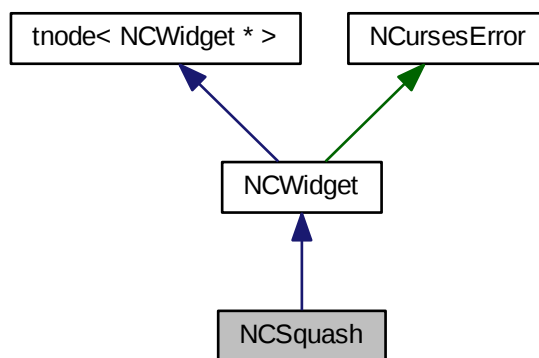 tnode< NCWidget * >
NCursesError
NCWidget
NCSquash